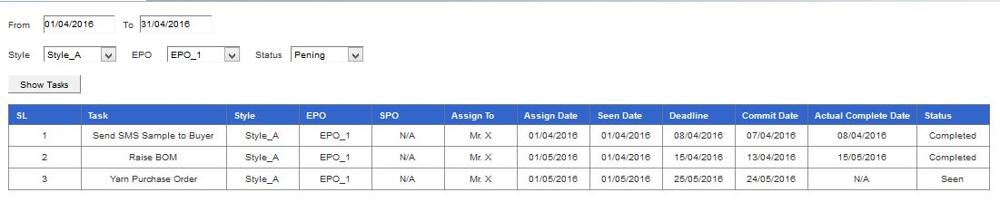 From 01/04/2016 To 31/04/2016
Style Style_A EPO EPO_1 Status Pening
Show Tasks
SL Task Style EPO SPO Assign To Assign Date Seen Date Deadline Commit Date Actual Complete Date Status
1 Send SMS Sample to Buyer Style_A EPO_1 N/A Mr. X 01/04/2016 01/04/2016 08/04/2016 07/04/2016 08/04/2016 Completed
2 Raise BOM Style_A EPO_1 N/A Mr. X 01/05/2016 01/04/2016 15/04/2016 13/04/2016 15/05/2016 Completed
3 Yarn Purchase Order Style_A EPO_1 N/A Mr. X 01/05/2016 01/05/2016 25/05/2016 24/05/2016 N/A Seen